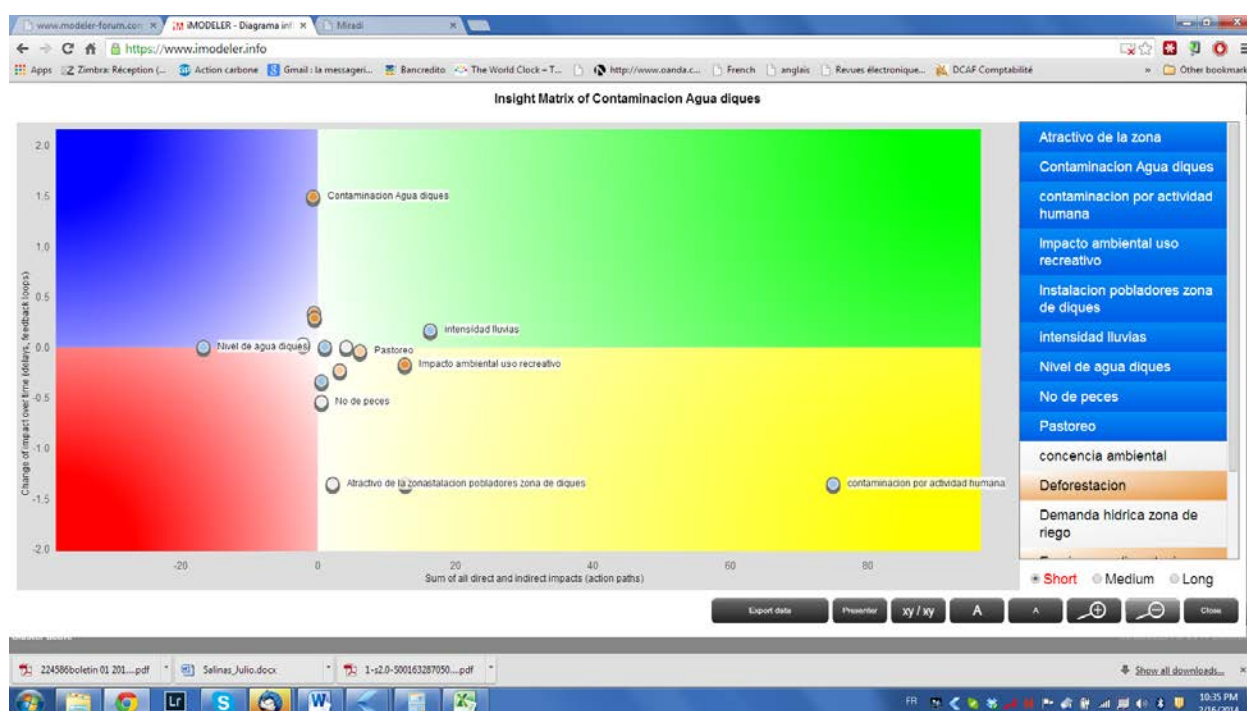 www.modeler-forum.com
iMODELER - Diagrama inf
Miradi
https://www.imodeler.info
Apps
Zimbra: Réception (...
Action carbone
Gmail : la messageri...
Bancredito
The World Clock – T...
http://www.oanda.c...
French
anglais
Revues électronique...
DCAF Comptabilité
»
Other bookmark
Insight Matrix of Contaminacion Agua diques
Change of impact over time (delays, feedback loops)
2.0
1.5
1.0
0.5
0.0
-0.5
-1.0
-1.5
-2.0
Contaminacion Agua diques
intensidad lluvias
Nivel de agua diques
Pastoreo
Impacto ambiental uso recreativo
No de peces
Atractivo de la zonastalacion pobladores zona de diques
contaminacion por actividad humana
-20
0
20
40
60
80
Sum of all direct and indirect impacts (action paths)
Atractivo de la zona
Contaminacion Agua diques
contaminacion por actividad
humana
Impacto ambiental uso
recreativo
Instalacion pobladores zona
de diques
intensidad lluvias
Nivel de agua diques
No de peces
Pastoreo
concencia ambiental
Deforestacion
Demanda hidrica zona de
riego
Short
Medium
Long
Export data
Presenter
xy / xy
A
A
Close
224586boletin 01 201....pdf
Salinas_Julio.docx
1-s2.0-S00163287050....pdf
Show all downloads...
Lr
S
W
FR
10:35 PM
2/16/2014